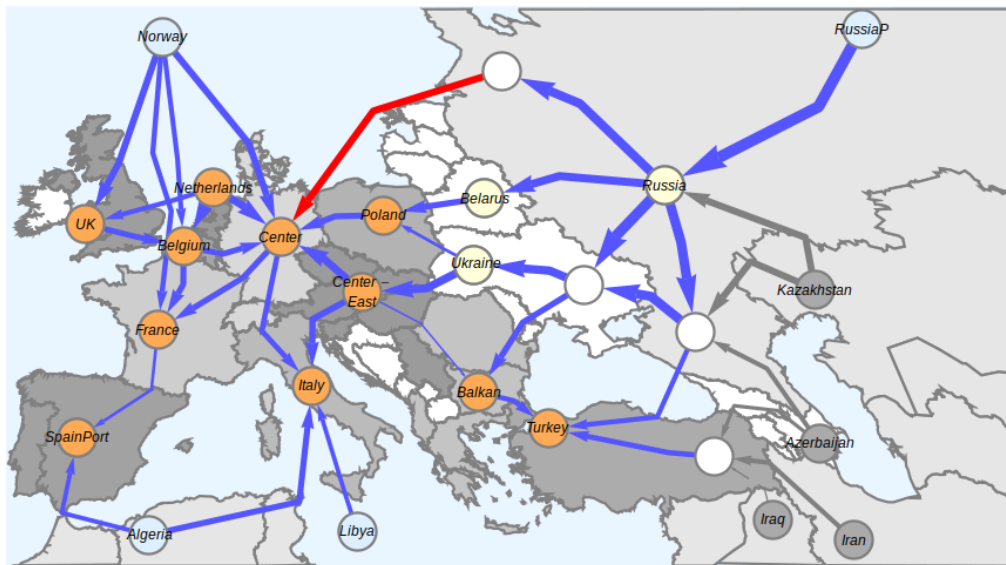 RussiaP
Norway
Netherlands
Russia
Belarus
Poland
UK
Belgium
Center
Ukraine
Center –
East
Kazakhstan
France
Italy
Balkan
Turkey
SpainPort
Azerbaijan
Iraq
Algeria
Libya
Iran